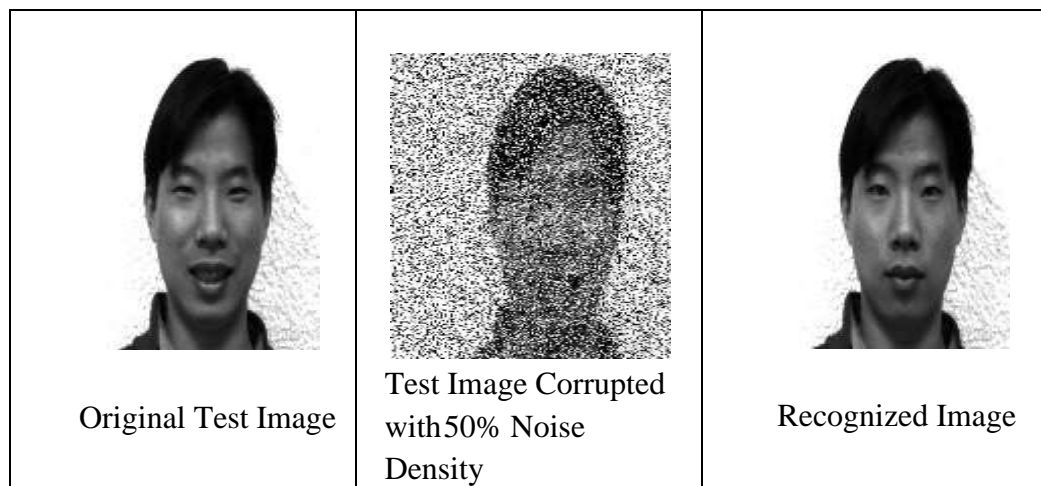 Original Test Image
Test Image Corrupted
with50% Noise
Density
Recognized Image